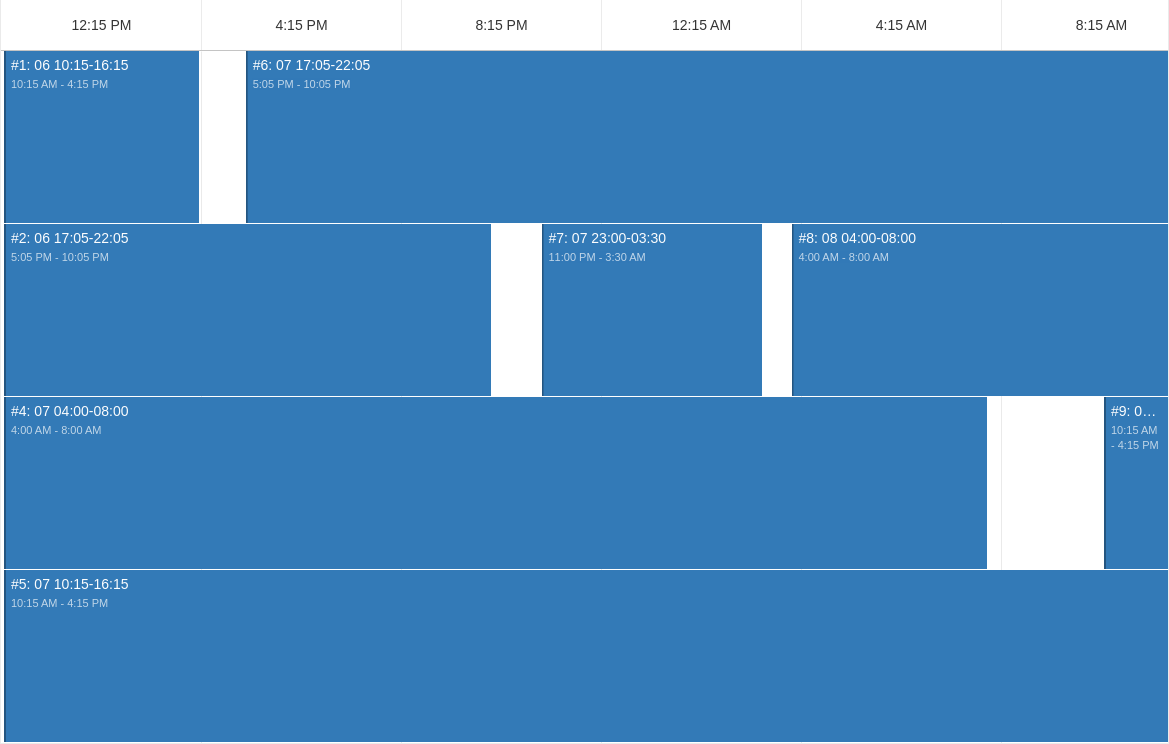 12:15 PM 4:15 PM 8:15 PM 12:15 AM 4:15 AM 8:15 AM
#1: 06 10:15-16:15
10:15 AM - 4:15 PM
#6: 07 17:05-22:05
5:05 PM - 10:05 PM
#2: 06 17:05-22:05
5:05 PM - 10:05 PM
#7: 07 23:00-03:30
11:00 PM - 3:30 AM
#8: 08 04:00-08:00
4:00 AM - 8:00 AM
#4: 07 04:00-08:00
4:00 AM - 8:00 AM
#9: 0…
10:15 AM
- 4:15 PM
#5: 07 10:15-16:15
10:15 AM - 4:15 PM